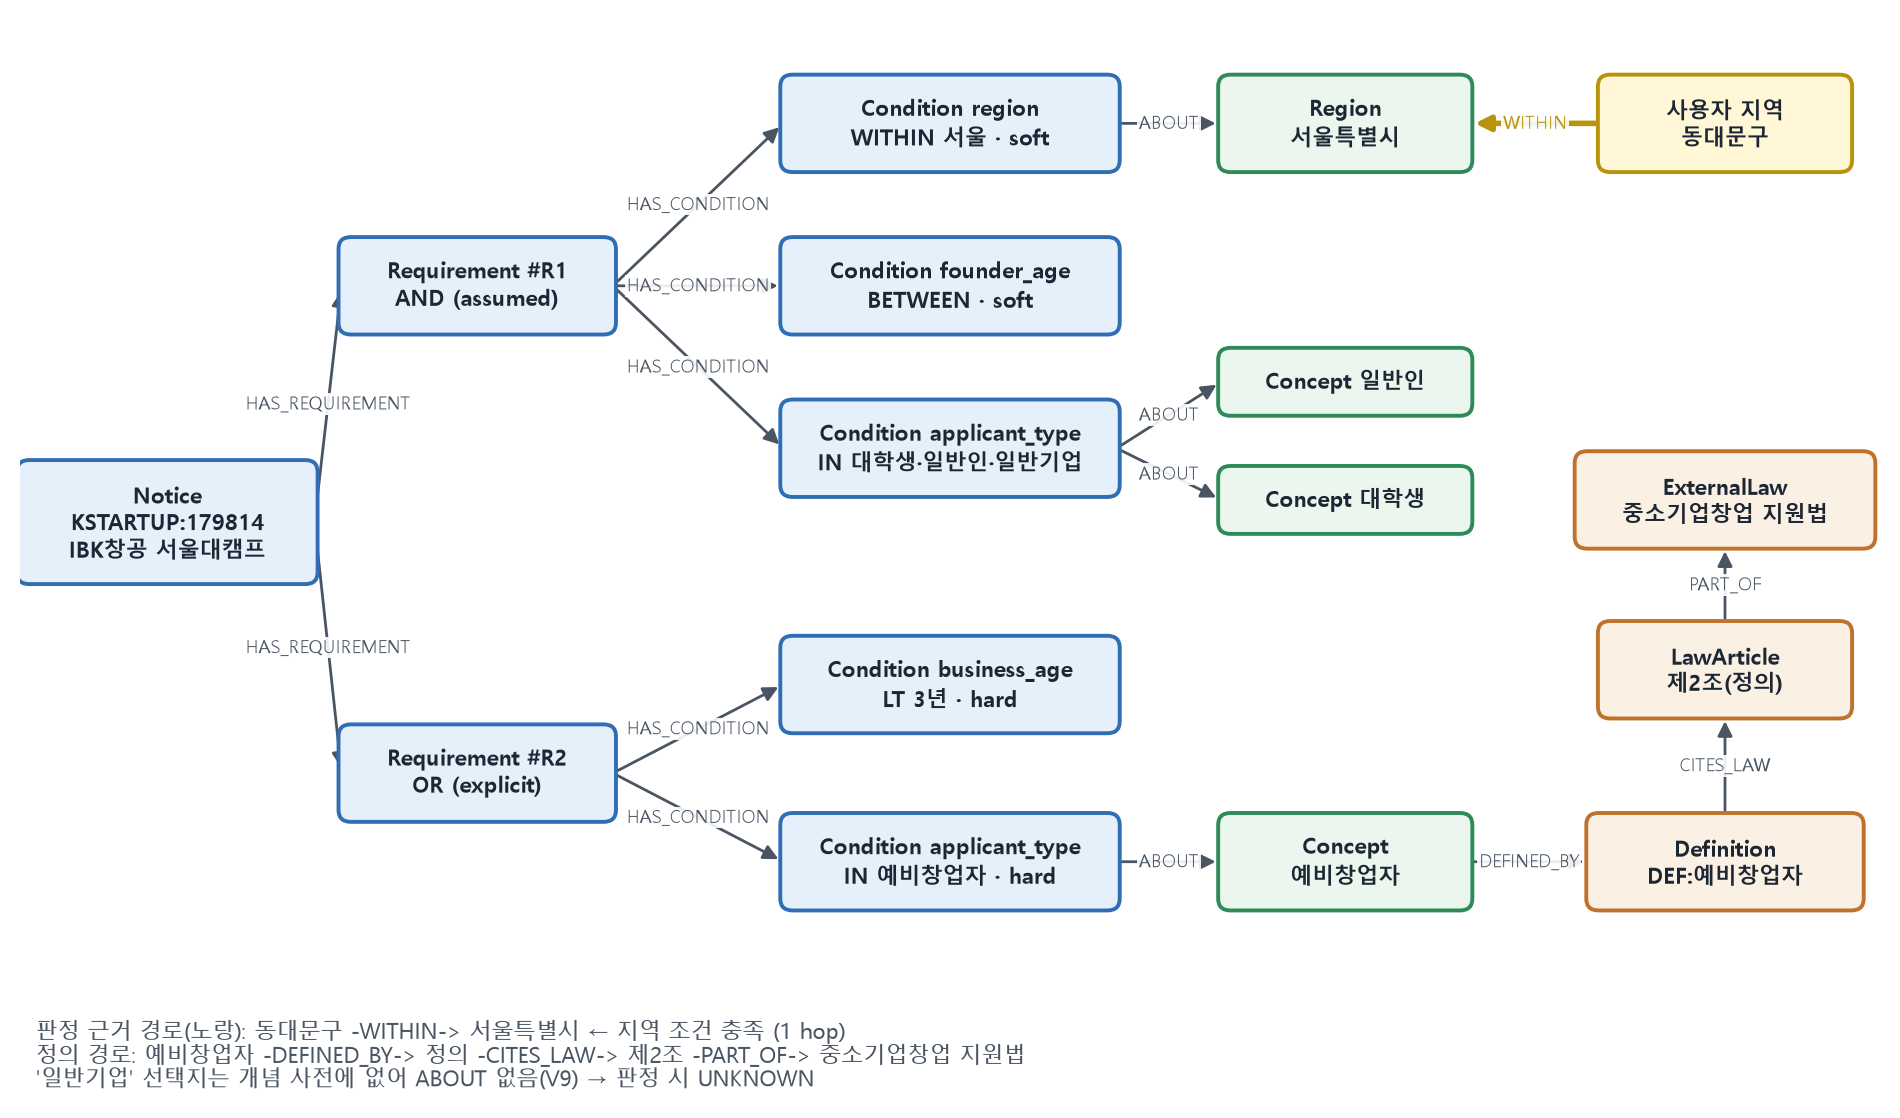 Condition region
WITHIN 서울 · soft
ABOUT
Region
서울특별시
WITHIN
사용자 지역
동대문구
HAS_CONDITION
Requirement #R1
AND (assumed)
HAS_CONDITION
Condition founder_age
BETWEEN · soft
HAS_CONDITION
Condition applicant_type
IN 대학생·일반인·일반기업
ABOUT
Concept 일반인
ABOUT
Concept 대학생
HAS_REQUIREMENT
Notice
KSTARTUP:179814
IBK창공 서울대캠프
HAS_REQUIREMENT
ExternalLaw
중소기업창업 지원법
PART_OF
LawArticle
제2조(정의)
CITES_LAW
Requirement #R2
OR (explicit)
HAS_CONDITION
Condition business_age
LT 3년 · hard
HAS_CONDITION
Condition applicant_type
IN 예비창업자 · hard
ABOUT
Concept
예비창업자
DEFINED_BY
Definition
DEF:예비창업자
판정 근거 경로(노랑): 동대문구 -WITHIN-> 서울특별시 ← 지역 조건 충족 (1 hop)
정의 경로: 예비창업자 -DEFINED_BY-> 정의 -CITES_LAW-> 제2조 -PART_OF-> 중소기업창업 지원법
'일반기업' 선택지는 개념 사전에 없어 ABOUT 없음(V9) → 판정 시 UNKNOWN